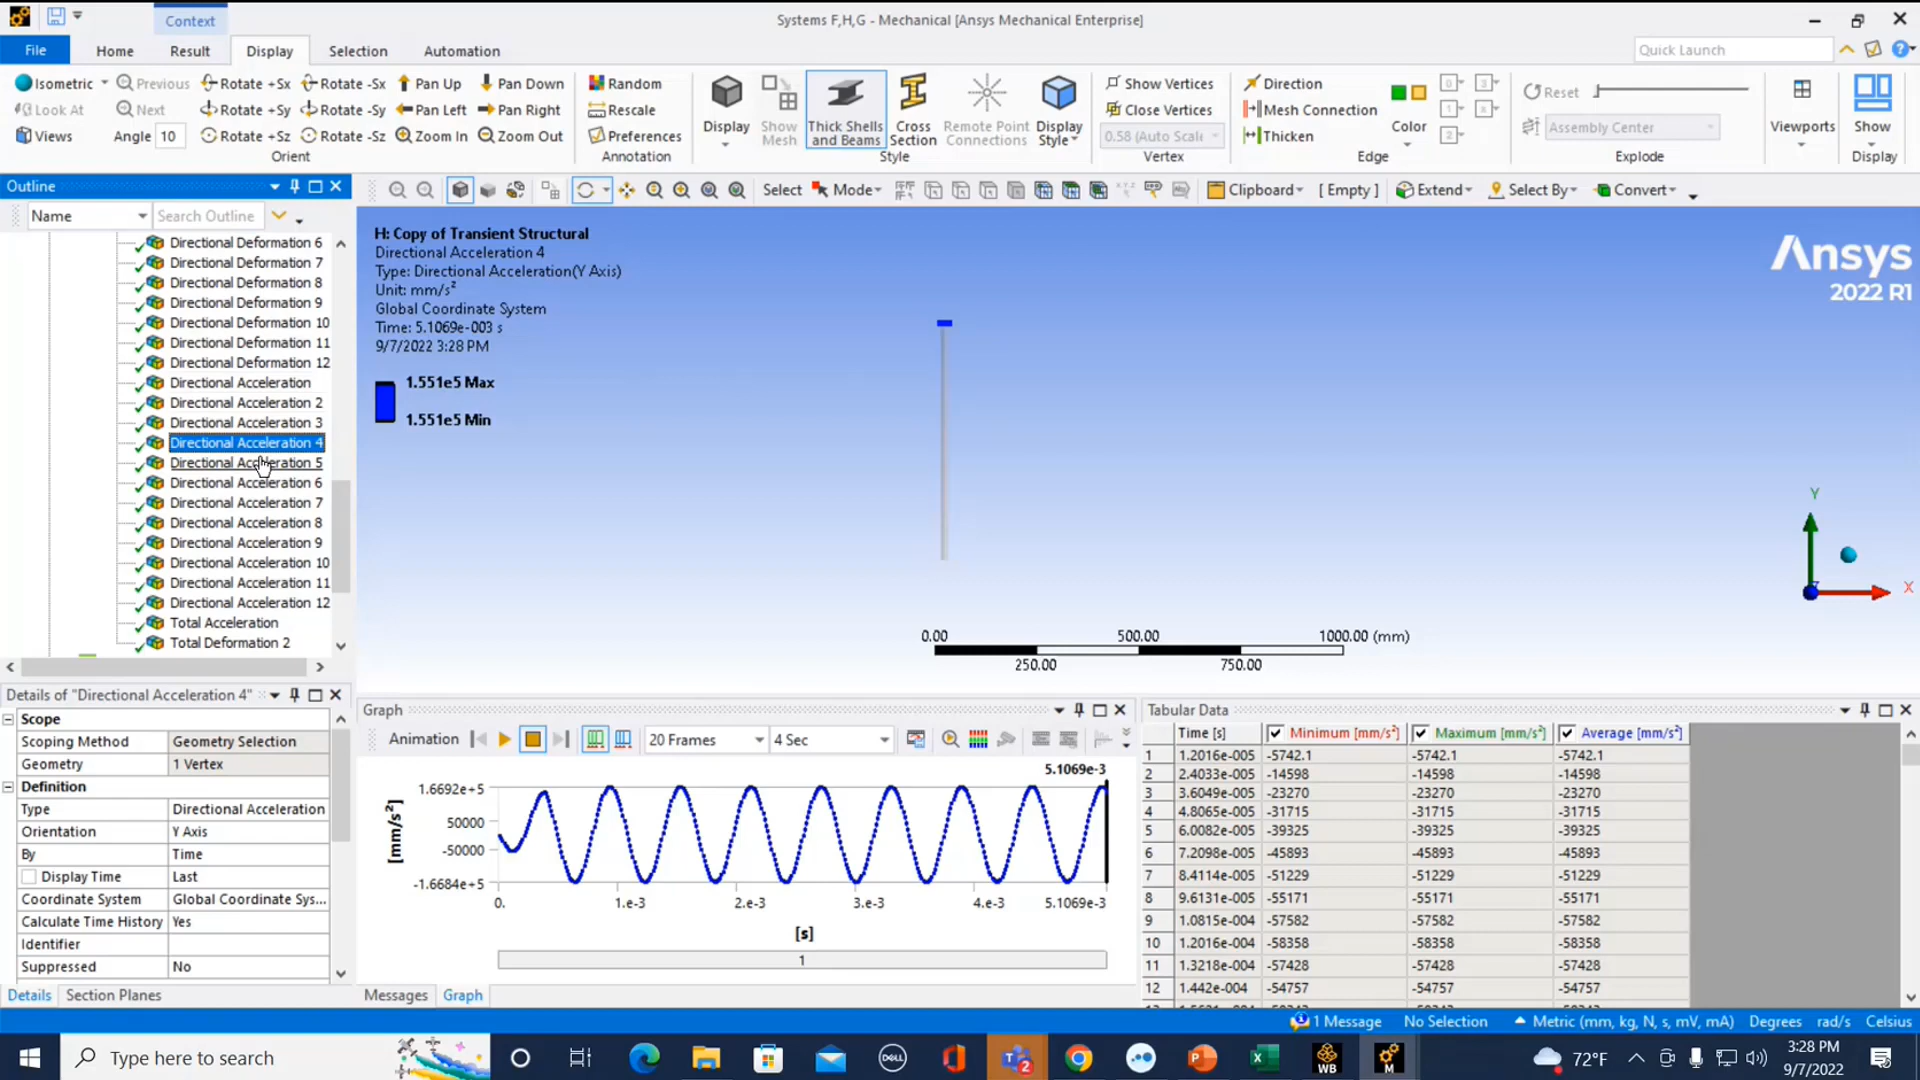 Context
Systems F,H,G - Mechanical [Ansys Mechanical Enterprise]
File Home Result Display Selection Automation
Quick Launch
Isometric Previous Rotate +Sx Rotate -Sx Pan Up Pan Down
Look At Next Rotate +Sy Rotate -Sy Pan Left Pan Right
Views Angle 10 Rotate +Sz Rotate -Sz Zoom In Zoom Out
Orient
Random
Rescale
Preferences
Annotation
Display
Show Mesh
Thick Shells and Beams
Cross Section
Remote Point Connections
Display Style
Style
Show Vertices
Close Vertices
0.58 (Auto Scale
Vertex
Direction
Mesh Connection
Thicken
Color
Edge
Reset
Assembly Center
Explode
Viewports
Show
Display
Outline
Name Search Outline
Select Mode Clipboard [ Empty ] Extend Select By Convert
Directional Deformation 6
Directional Deformation 7
Directional Deformation 8
Directional Deformation 9
Directional Deformation 10
Directional Deformation 11
Directional Deformation 12
Directional Acceleration
Directional Acceleration 2
Directional Acceleration 3
Directional Acceleration 4
Directional Acceleration 5
Directional Acceleration 6
Directional Acceleration 7
Directional Acceleration 8
Directional Acceleration 9
Directional Acceleration 10
Directional Acceleration 11
Directional Acceleration 12
Total Acceleration
Total Deformation 2
H: Copy of Transient Structural
Directional Acceleration 4
Type: Directional Acceleration(Y Axis)
Unit: mm/s²
Global Coordinate System
Time: 5.1069e-003 s
9/7/2022 3:28 PM
1.551e5 Max
1.551e5 Min
Ansys
2022 R1
Y
X
0.00 500.00 1000.00 (mm)
250.00 750.00
Details of "Directional Acceleration 4"
Scope
Scoping Method Geometry Selection
Geometry 1 Vertex
Definition
Type Directional Acceleration
Orientation Y Axis
By Time
Display Time Last
Coordinate System Global Coordinate Sys...
Calculate Time History Yes
Identifier
Suppressed No
Details Section Planes
Graph
Animation 20 Frames 4 Sec
5.1069e-3
1.6692e+5
50000
-50000
-1.6684e+5
[mm/s²]
0. 1.e-3 2.e-3 3.e-3 4.e-3 5.1069e-3
[s]
1
Messages Graph
Tabular Data
Time [s] Minimum [mm/s²] Maximum [mm/s²] Average [mm/s²]
1 1.2016e-005 -5742.1 -5742.1 -5742.1
2 2.4033e-005 -14598 -14598 -14598
3 3.6049e-005 -23270 -23270 -23270
4 4.8065e-005 -31715 -31715 -31715
5 6.0082e-005 -39325 -39325 -39325
6 7.2098e-005 -45893 -45893 -45893
7 8.4114e-005 -51229 -51229 -51229
8 9.6131e-005 -55171 -55171 -55171
9 1.0815e-004 -57582 -57582 -57582
10 1.2016e-004 -58358 -58358 -58358
11 1.3218e-004 -57428 -57428 -57428
12 1.442e-004 -54757 -54757 -54757
1 Message No Selection Metric (mm, kg, N, s, mV, mA) Degrees rad/s Celsius
Type here to search
DELL
WB
M
72°F
3:28 PM
9/7/2022